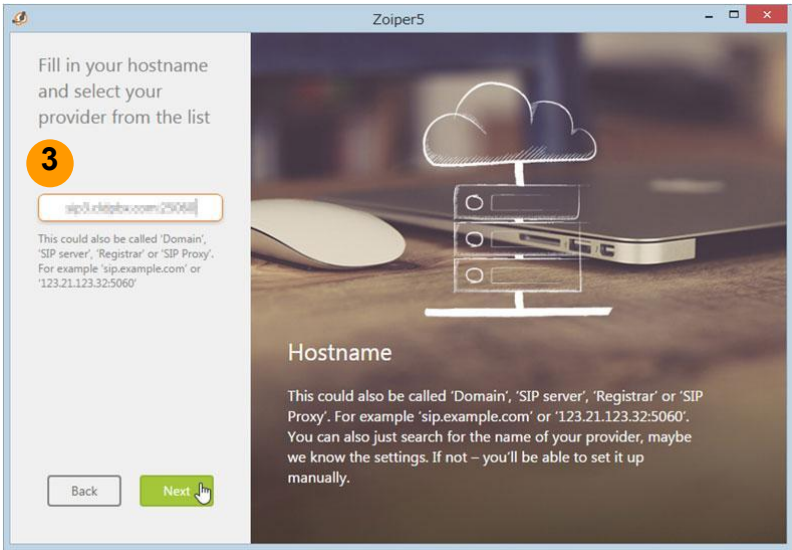 Zoiper5
Fill in your hostname
and select your
provider from the list
3
This could also be called 'Domain',
'SIP server', 'Registrar' or 'SIP Proxy'.
For example 'sip.example.com' or
'123.21.123.32:5060'
Back
Next
Hostname
This could also be called 'Domain', 'SIP server', 'Registrar' or 'SIP
Proxy'. For example 'sip.example.com' or '123.21.123.32:5060'.
You can also just search for the name of your provider, maybe
we know the settings. If not – you'll be able to set it up
manually.